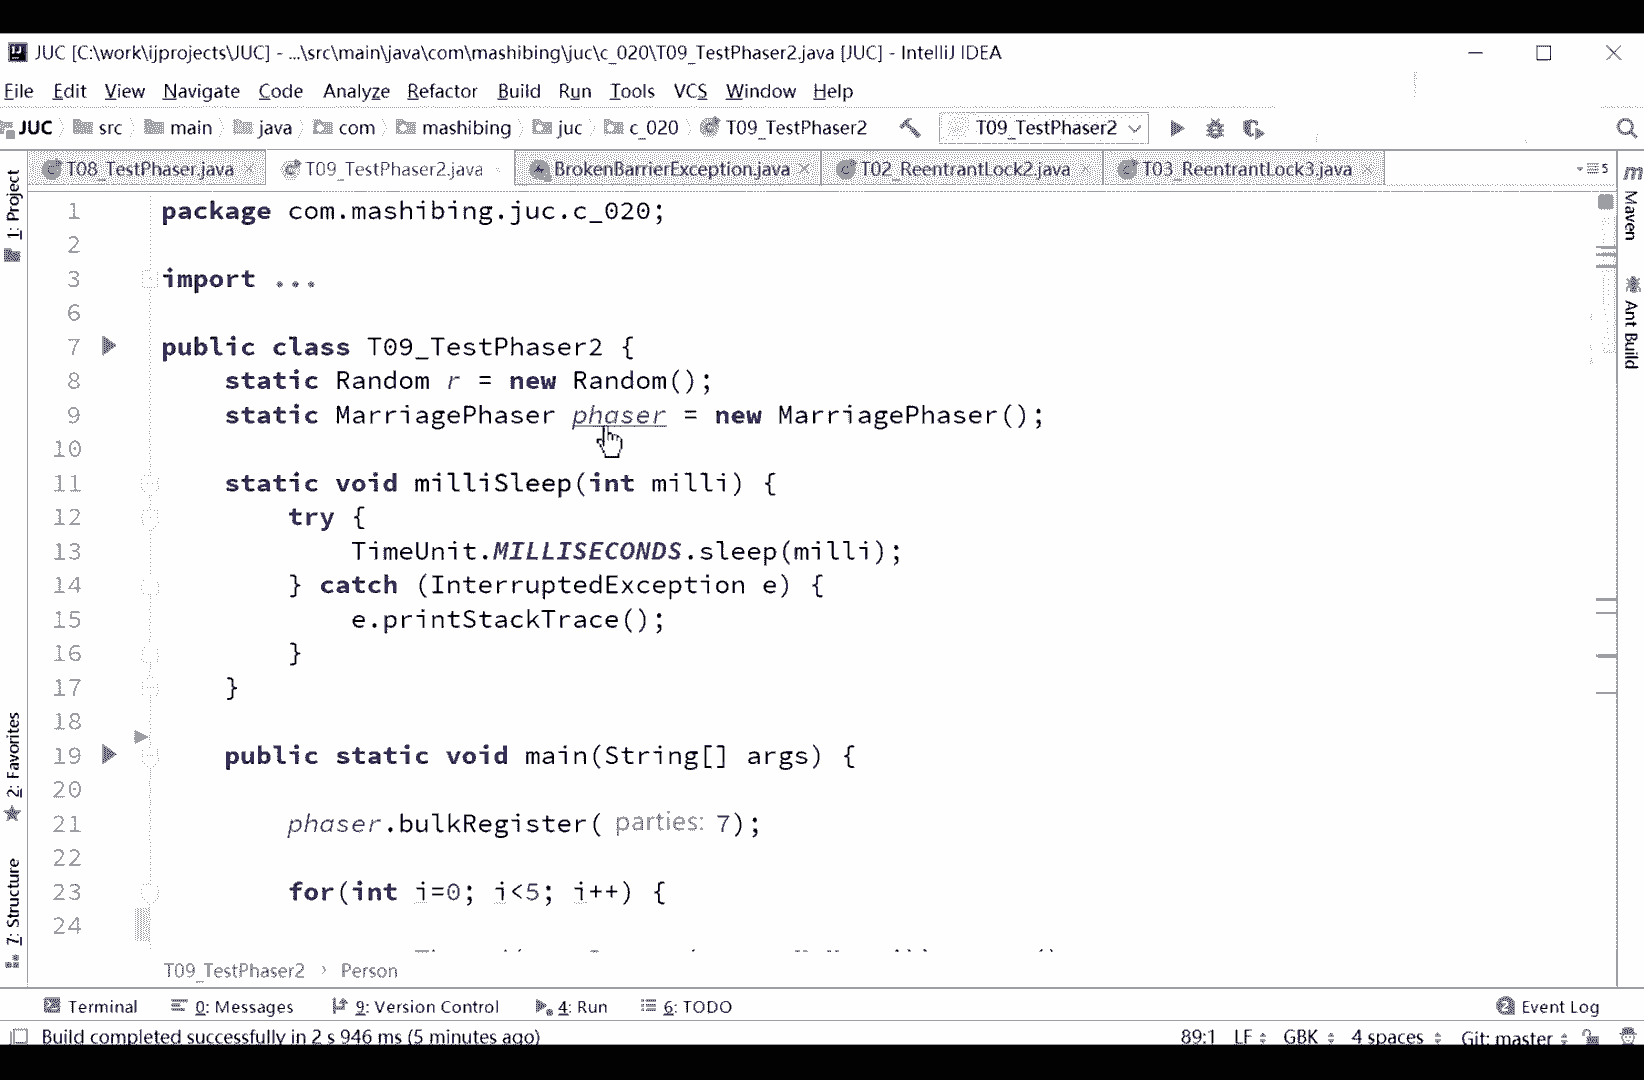 JUC [C:\work\ijprojects\JUC] - ...\src\main\java\com\mashibing\juc\c_020\T09_TestPhaser2.java [JUC] - IntelliJ IDEA
File Edit View Navigate Code Analyze Refactor Build Run Tools VCS Window Help
JUC src main java com mashibing juc c_020 T09_TestPhaser2 T09_TestPhaser2
T08_TestPhaser.java T09_TestPhaser2.java BrokenBarrierException.java T02_ReentrantLock2.java T03_ReentrantLock3.java 5
1: Project
2: Favorites
7: Structure
m Maven
Ant Build
1 package com.mashibing.juc.c_020;
2
3 import ...
6
7 public class T09_TestPhaser2 {
8 static Random r = new Random();
9 static MarriagePhaser phaser = new MarriagePhaser();
10
11 static void milliSleep(int milli) {
12 try {
13 TimeUnit.MILLISECONDS.sleep(milli);
14 } catch (InterruptedException e) {
15 e.printStackTrace();
16 }
17 }
18
19 public static void main(String[] args) {
20
21 phaser.bulkRegister( parties: 7);
22
23 for(int i=0; i<5; i++) {
24
T09_TestPhaser2 › Person
Terminal 0: Messages 9: Version Control 4: Run 6: TODO 2 Event Log
Build completed successfully in 2 s 946 ms (5 minutes ago) 89:1 LF GBK 4 spaces Git: master